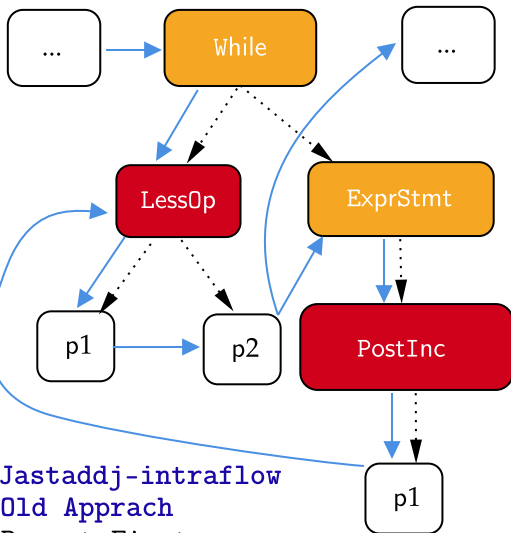 ...
While
...
LessOp
ExprStmt
p1
p2
PostInc
p1
Jastaddj-intraflow
Old Apprach